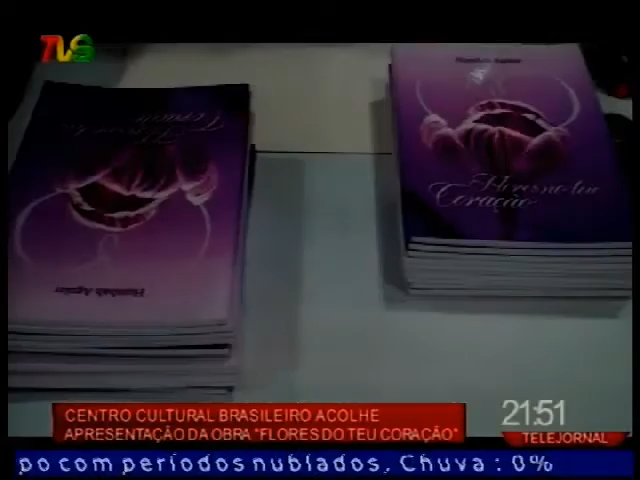 TVS
Flores no teu
Coração
CENTRO CULTURAL BRASILEIRO ACOLHE
APRESENTAÇÃO DA OBRA "FLORES DO TEU CORAÇÃO"
21:51
TELEJORNAL
po com períodos nublados, Chuva : 0%